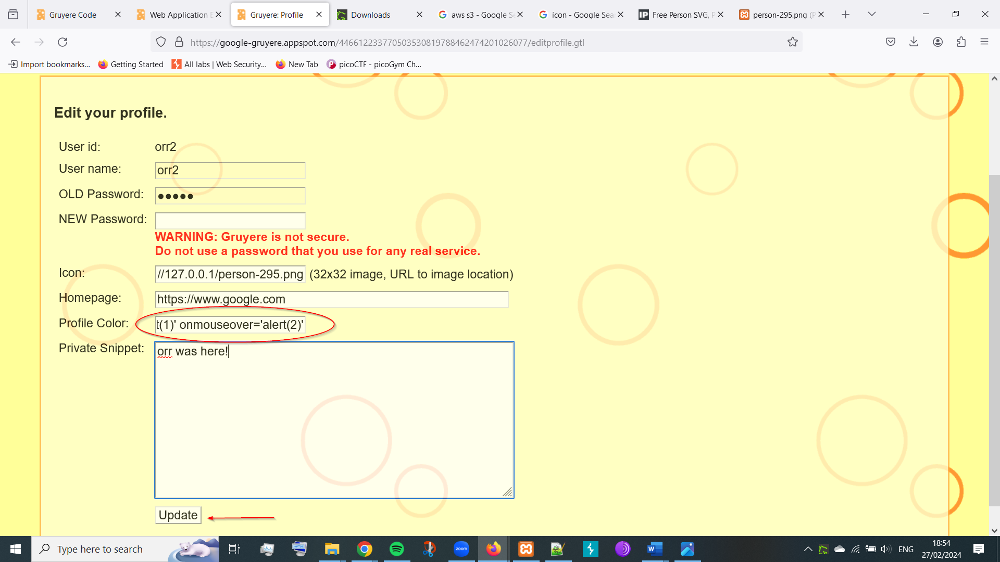 Gruyere Code
Web Application E
Gruyere: Profile
Downloads
aws s3 - Google Se
icon - Google Sear
Free Person SVG, P
person-295.png (P
https://google-gruyere.appspot.com/446612233770503530819788462474201026077/editprofile.gtl
Import bookmarks...
Getting Started
All labs | Web Security...
New Tab
picoCTF - picoGym Ch...
Edit your profile.
User id: orr2
User name: orr2
OLD Password: ●●●●●
NEW Password:
WARNING: Gruyere is not secure.
Do not use a password that you use for any real service.
Icon: //127.0.0.1/person-295.png (32x32 image, URL to image location)
Homepage: https://www.google.com
Profile Color: t(1)' onmouseover='alert(2)'
Private Snippet: orr was here!
Update
Type here to search
zoom
W
ENG
18:54
27/02/2024